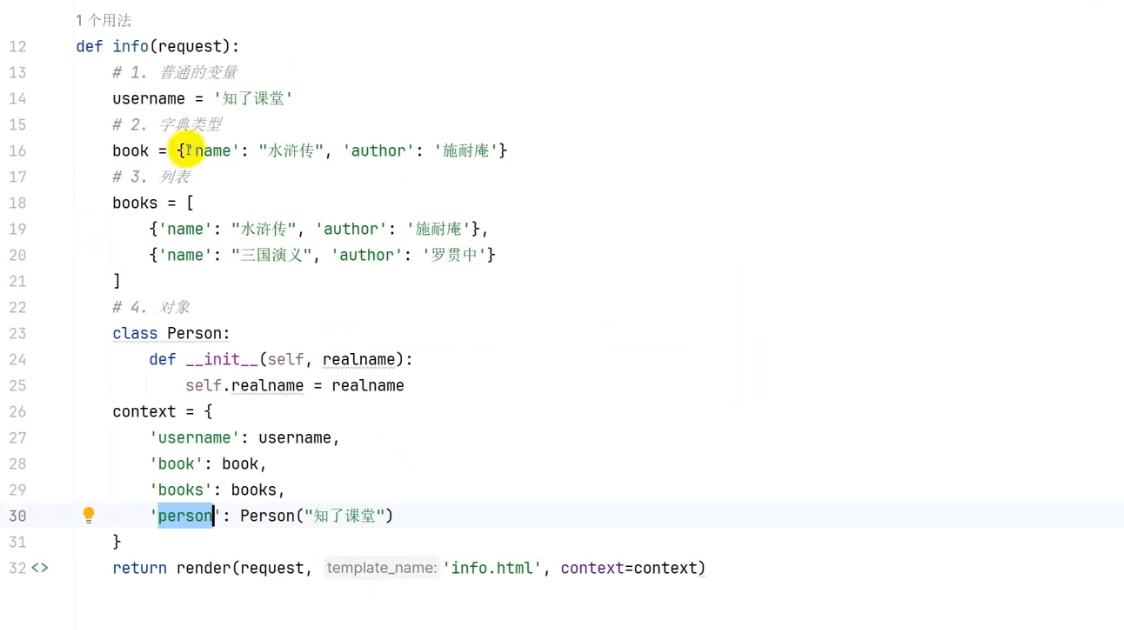 1 个用法
12 def info(request):
13 # 1. 普通的变量
14 username = '知了课堂'
15 # 2. 字典类型
16 book = {'name': "水浒传", 'author': '施耐庵'}
17 # 3. 列表
18 books = [
19 {'name': "水浒传", 'author': '施耐庵'},
20 {'name': "三国演义", 'author': '罗贯中'}
21 ]
22 # 4. 对象
23 class Person:
24 def __init__(self, realname):
25 self.realname = realname
26 context = {
27 'username': username,
28 'book': book,
29 'books': books,
30 'person': Person("知了课堂")
31 }
32 <> return render(request, template_name: 'info.html', context=context)